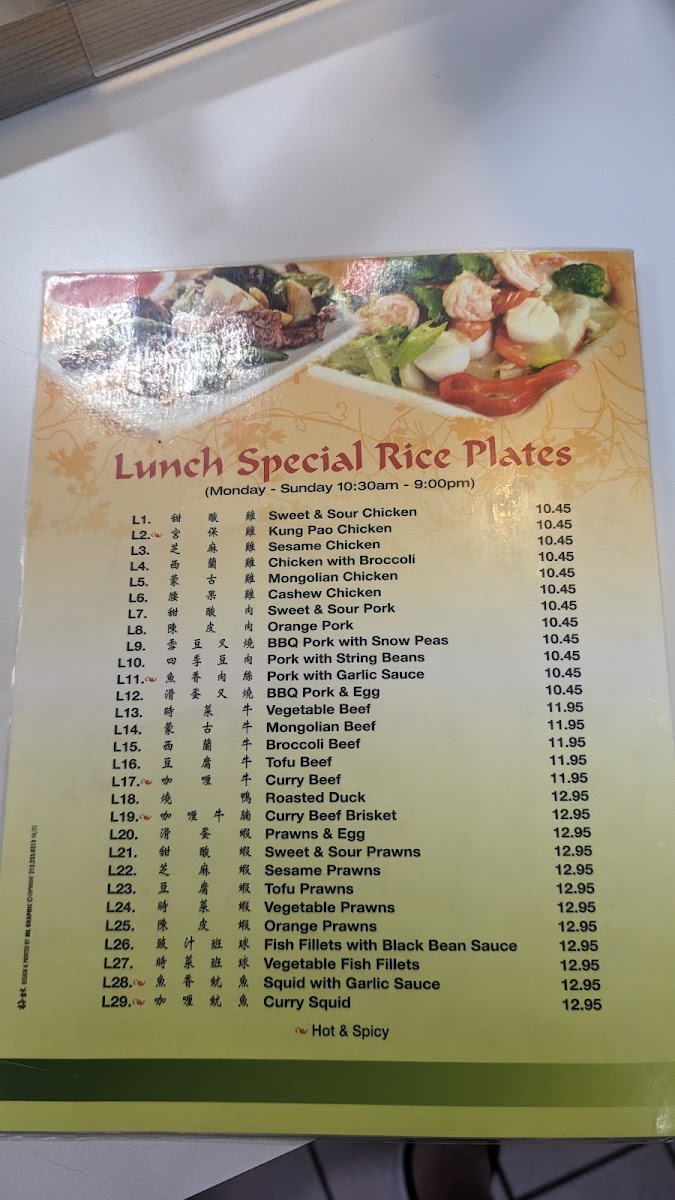 Lunch Special Rice Plates
(Monday - Sunday 10:30am - 9:00pm)
L1. 甜酸雞 Sweet & Sour Chicken 10.45
L2. 宮保雞 Kung Pao Chicken 10.45
L3. 芝麻雞 Sesame Chicken 10.45
L4. 西蘭雞 Chicken with Broccoli 10.45
L5. 蒙古雞 Mongolian Chicken 10.45
L6. 腰果雞 Cashew Chicken 10.45
L7. 甜酸肉 Sweet & Sour Pork 10.45
L8. 陳皮肉 Orange Pork 10.45
L9. 雪豆叉燒 BBQ Pork with Snow Peas 10.45
L10. 四季豆肉 Pork with String Beans 10.45
L11. 魚香肉絲 Pork with Garlic Sauce 10.45
L12. 滑蛋叉燒 BBQ Pork & Egg 10.45
L13. 時菜牛 Vegetable Beef 11.95
L14. 蒙古牛 Mongolian Beef 11.95
L15. 西蘭牛 Broccoli Beef 11.95
L16. 豆腐牛 Tofu Beef 11.95
L17. 咖喱牛 Curry Beef 11.95
L18. 燒鴨 Roasted Duck 12.95
L19. 咖喱牛腩 Curry Beef Brisket 12.95
L20. 滑蛋蝦 Prawns & Egg 12.95
L21. 甜酸蝦 Sweet & Sour Prawns 12.95
L22. 芝麻蝦 Sesame Prawns 12.95
L23. 豆腐蝦 Tofu Prawns 12.95
L24. 時菜蝦 Vegetable Prawns 12.95
L25. 陳皮蝦 Orange Prawns 12.95
L26. 豉汁班球 Fish Fillets with Black Bean Sauce 12.95
L27. 時菜班球 Vegetable Fish Fillets 12.95
L28. 魚香魷魚 Squid with Garlic Sauce 12.95
L29. 咖喱魷魚 Curry Squid 12.95
Hot & Spicy
DESIGN & PRINTED BY